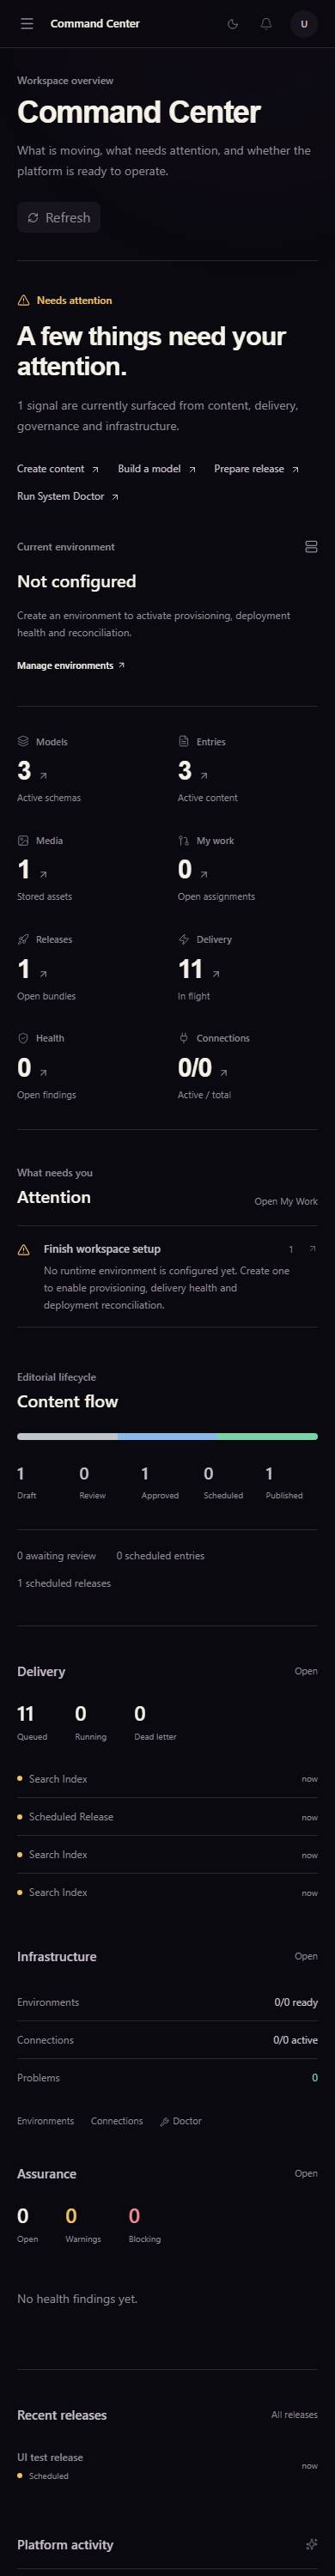 Command Center
U
Workspace overview
Command Center
What is moving, what needs attention, and whether the
platform is ready to operate.
Refresh
Needs attention
A few things need your
attention.
1 signal are currently surfaced from content, delivery,
governance and infrastructure.
Create content
Build a model
Prepare release
Run System Doctor
Current environment
Not configured
Create an environment to activate provisioning, deployment
health and reconciliation.
Manage environments
Models
Entries
3
3
Active schemas
Active content
Media
My work
1
0
Stored assets
Open assignments
Releases
Delivery
1
11
Open bundles
In flight
Health
Connections
0
0/0
Open findings
Active / total
What needs you
Attention
Open My Work
Finish workspace setup
1
No runtime environment is configured yet. Create one
to enable provisioning, delivery health and
deployment reconciliation.
Editorial lifecycle
Content flow
1
0
1
0
1
Draft
Review
Approved
Scheduled
Published
0 awaiting review
0 scheduled entries
1 scheduled releases
Delivery
Open
11
0
0
Queued
Running
Dead letter
Search Index
now
Scheduled Release
now
Search Index
now
Search Index
now
Infrastructure
Open
Environments
0/0 ready
Connections
0/0 active
Problems
0
Environments
Connections
Doctor
Assurance
Open
0
0
0
Open
Warnings
Blocking
No health findings yet.
Recent releases
All releases
UI test release
Scheduled
now
Platform activity